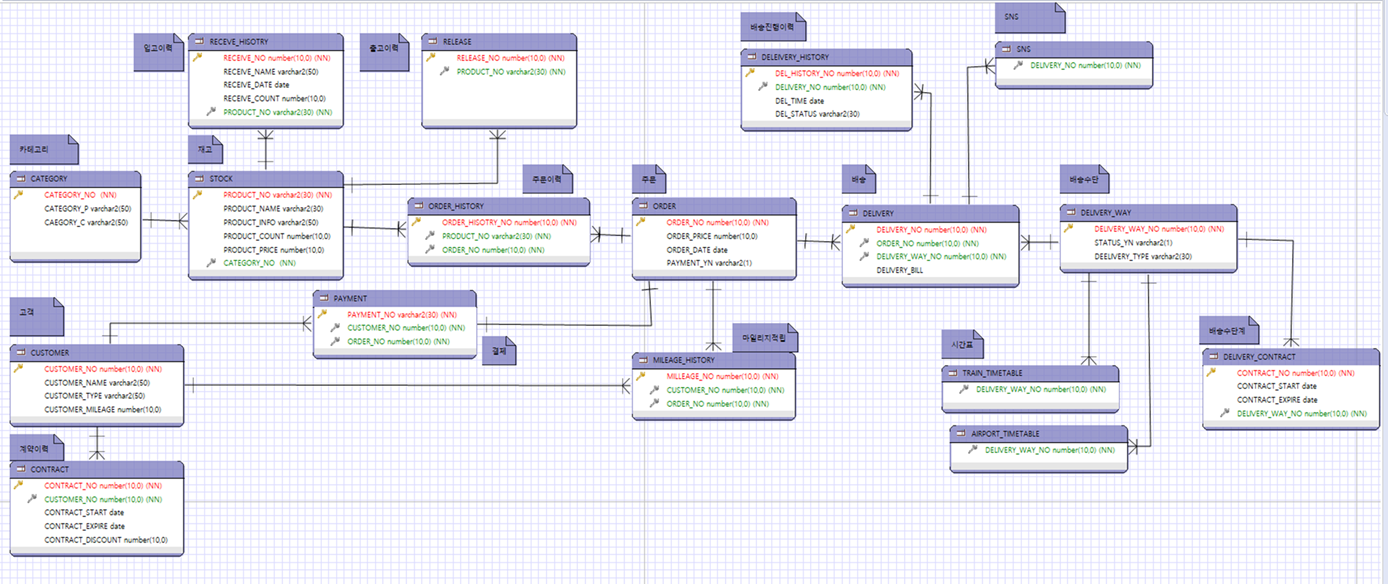 입고이력
RECEVE_HISOTRY
RECEIVE_NO number(10,0) (NN)
RECEIVE_NAME varchar2(50)
RECEIVE_DATE date
RECEIVE_COUNT number(10,0)
PRODUCT_NO varchar2(30) (NN)
출고이력
RELEASE
RELEASE_NO number(10,0) (NN)
PRODUCT_NO varchar2(30) (NN)
배송진행이력
DELEIVERY_HISTORY
DEL_HISTORY_NO number(10,0) (NN)
DELIVERY_NO number(10,0) (NN)
DEL_TIME date
DEL_STATUS varchar2(30)
SNS
SNS
DELIVERY_NO number(10,0) (NN)
카테고리
CATEGORY
CATEGORY_NO (NN)
CATEGORY_P varchar2(50)
CAEGORY_C varchar2(50)
재고
STOCK
PRODUCT_NO varchar2(30) (NN)
PRODUCT_NAME varchar2(30)
PRODUCT_INFO varchar2(50)
PRODUCT_COUNT number(10,0)
PRODUCT_PRICE number(10,0)
CATEGORY_NO (NN)
주문이력
ORDER_HISTORY
ORDER_HISOTRY_NO number(10,0) (NN)
PRODUCT_NO varchar2(30) (NN)
ORDER_NO number(10,0) (NN)
주문
ORDER
ORDER_NO number(10,0) (NN)
ORDER_PRICE number(10,0)
ORDER_DATE date
PAYMENT_YN varchar2(1)
배송
DELIVERY
DELIVERY_NO number(10,0) (NN)
ORDER_NO number(10,0) (NN)
DELIVERY_WAY_NO number(10,0) (NN)
DELIVERY_BILL
배송수단
DELIVERY_WAY
DELIVERY_WAY_NO number(10,0) (NN)
STATUS_YN varchar2(1)
DEELIVERY_TYPE varchar2(30)
고객
CUSTOMER
CUSTOMER_NO number(10,0) (NN)
CUSTOMER_NAME varchar2(50)
CUSTOMER_TYPE varchar2(50)
CUSTOMER_MILEAGE number(10,0)
PAYMENT
PAYMENT_NO varchar2(30) (NN)
CUSTOMER_NO number(10,0) (NN)
ORDER_NO number(10,0) (NN)
결제
마일리지적립
MILEAGE_HISTORY
MILLEAGE_NO number(10,0) (NN)
CUSTOMER_NO number(10,0) (NN)
ORDER_NO number(10,0) (NN)
시간표
TRAIN_TIMETABLE
DELIVERY_WAY_NO number(10,0) (NN)
AIRPORT_TIMETABLE
DELIVERY_WAY_NO number(10,0) (NN)
배송수단계
DELIVERY_CONTRACT
CONTRACT_NO number(10,0) (NN)
CONTRACT_START date
CONTRACT_EXPIRE date
DELIVERY_WAY_NO number(10,0) (NN)
계약이력
CONTRACT
CONTRACT_NO number(10,0) (NN)
CUSTOMER_NO number(10,0) (NN)
CONTRACT_START date
CONTRACT_EXPIRE date
CONTRACT_DISCOUNT number(10,0)